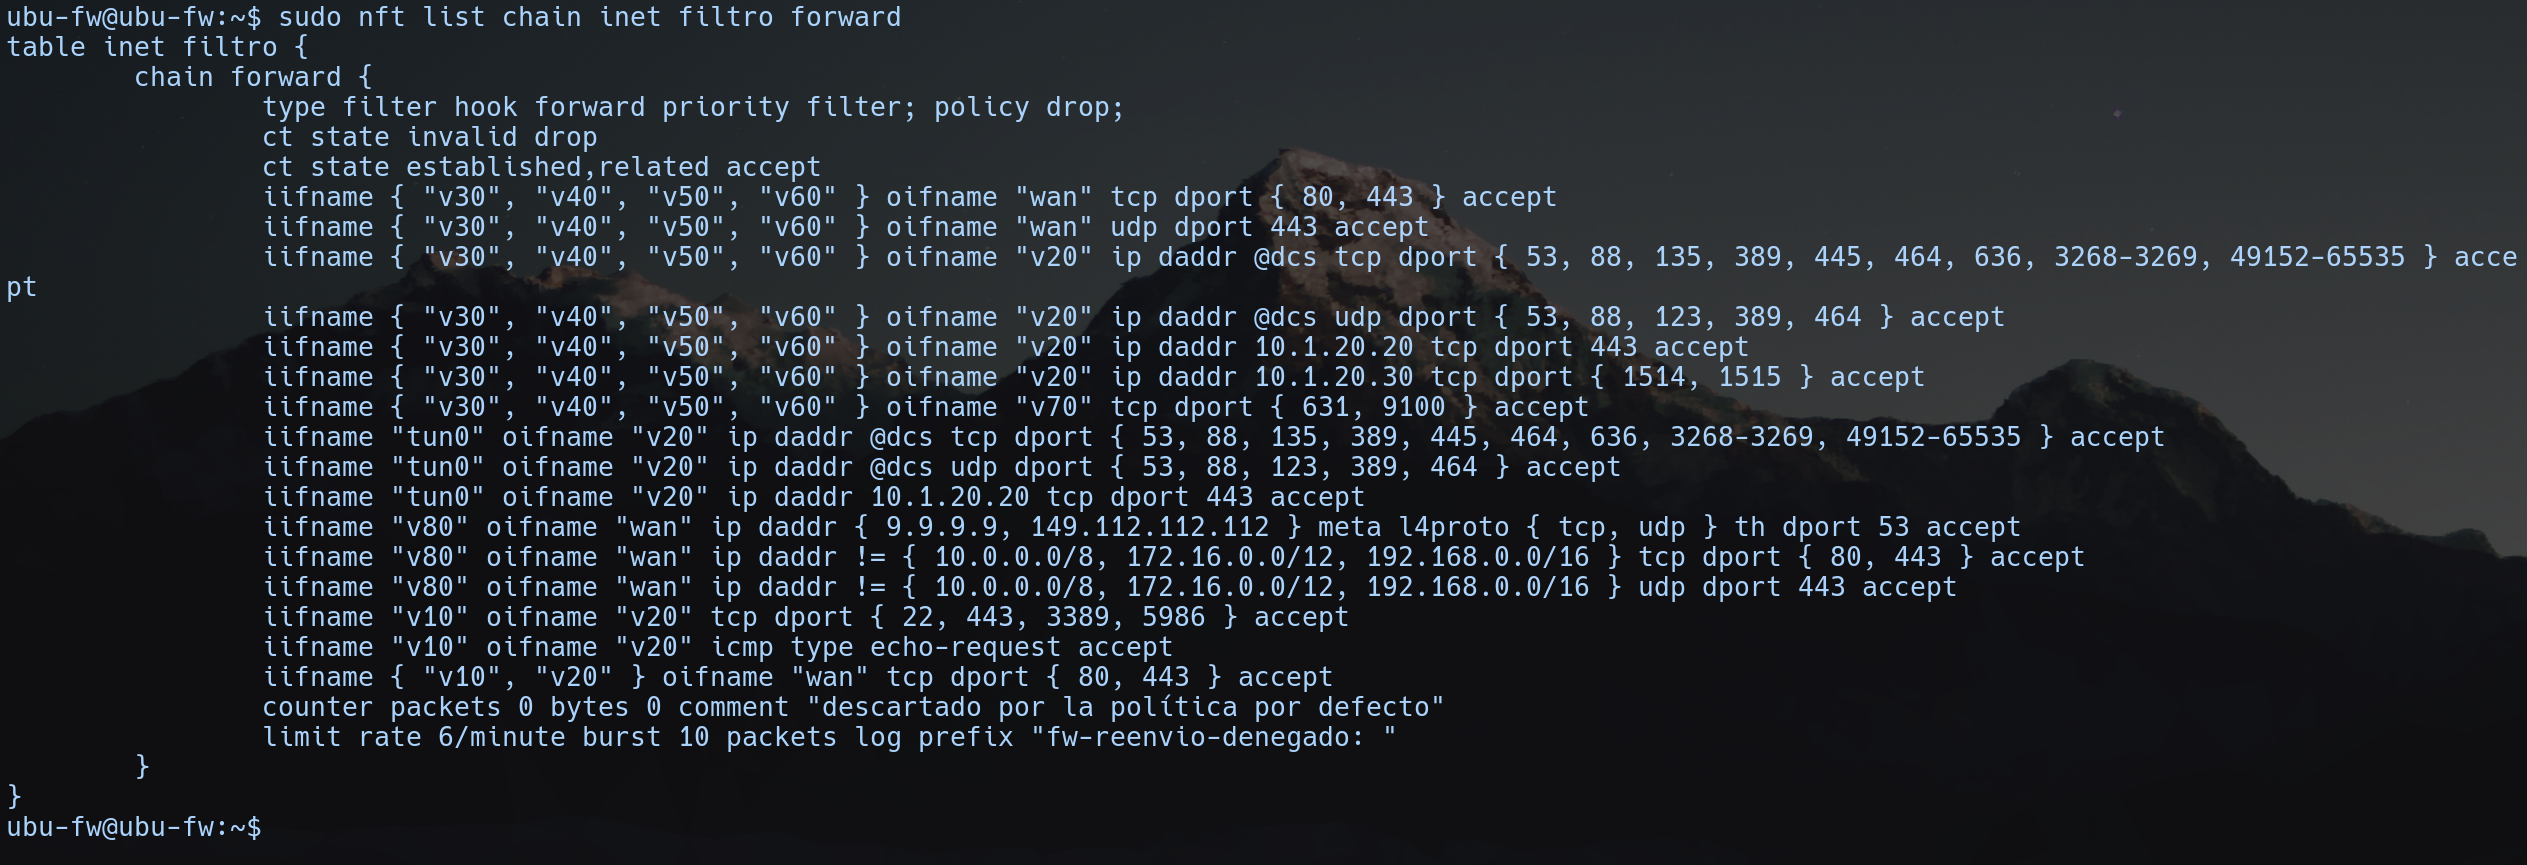 ubu-fw@ubu-fw:~$ sudo nft list chain inet filtro forward
table inet filtro {
        chain forward {
                type filter hook forward priority filter; policy drop;
                ct state invalid drop
                ct state established,related accept
                iifname { "v30", "v40", "v50", "v60" } oifname "wan" tcp dport { 80, 443 } accept
                iifname { "v30", "v40", "v50", "v60" } oifname "wan" udp dport 443 accept
                iifname { "v30", "v40", "v50", "v60" } oifname "v20" ip daddr @dcs tcp dport { 53, 88, 135, 389, 445, 464, 636, 3268-3269, 49152-65535 } acce
pt
                iifname { "v30", "v40", "v50", "v60" } oifname "v20" ip daddr @dcs udp dport { 53, 88, 123, 389, 464 } accept
                iifname { "v30", "v40", "v50", "v60" } oifname "v20" ip daddr 10.1.20.20 tcp dport 443 accept
                iifname { "v30", "v40", "v50", "v60" } oifname "v20" ip daddr 10.1.20.30 tcp dport { 1514, 1515 } accept
                iifname { "v30", "v40", "v50", "v60" } oifname "v70" tcp dport { 631, 9100 } accept
                iifname "tun0" oifname "v20" ip daddr @dcs tcp dport { 53, 88, 135, 389, 445, 464, 636, 3268-3269, 49152-65535 } accept
                iifname "tun0" oifname "v20" ip daddr @dcs udp dport { 53, 88, 123, 389, 464 } accept
                iifname "tun0" oifname "v20" ip daddr 10.1.20.20 tcp dport 443 accept
                iifname "v80" oifname "wan" ip daddr { 9.9.9.9, 149.112.112.112 } meta l4proto { tcp, udp } th dport 53 accept
                iifname "v80" oifname "wan" ip daddr != { 10.0.0.0/8, 172.16.0.0/12, 192.168.0.0/16 } tcp dport { 80, 443 } accept
                iifname "v80" oifname "wan" ip daddr != { 10.0.0.0/8, 172.16.0.0/12, 192.168.0.0/16 } udp dport 443 accept
                iifname "v10" oifname "v20" tcp dport { 22, 443, 3389, 5986 } accept
                iifname "v10" oifname "v20" icmp type echo-request accept
                iifname { "v10", "v20" } oifname "wan" tcp dport { 80, 443 } accept
                counter packets 0 bytes 0 comment "descartado por la política por defecto"
                limit rate 6/minute burst 10 packets log prefix "fw-reenvio-denegado: "
        }
}
ubu-fw@ubu-fw:~$